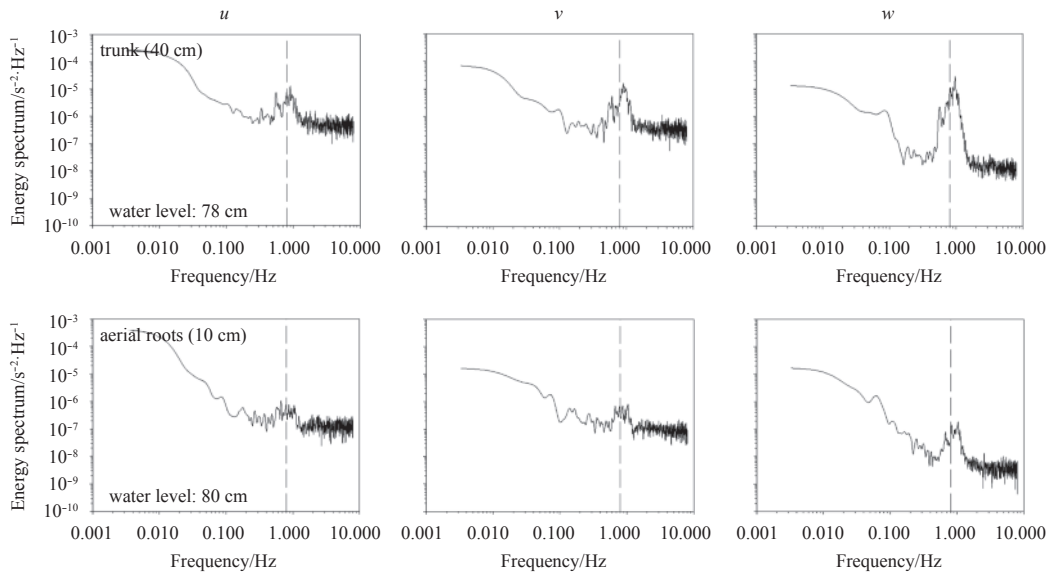 u v w
Energy spectrum/s⁻²·Hz⁻¹
10⁻³
10⁻⁴
10⁻⁵
10⁻⁶
10⁻⁷
10⁻⁸
10⁻⁹
10⁻¹⁰
trunk (40 cm)
water level: 78 cm
0.001 0.010 0.100 1.000 10.000 0.001 0.010 0.100 1.000 10.000 0.001 0.010 0.100 1.000 10.000
Frequency/Hz Frequency/Hz Frequency/Hz
Energy spectrum/s⁻²·Hz⁻¹
10⁻³
10⁻⁴
10⁻⁵
10⁻⁶
10⁻⁷
10⁻⁸
10⁻⁹
10⁻¹⁰
aerial roots (10 cm)
water level: 80 cm
0.001 0.010 0.100 1.000 10.000 0.001 0.010 0.100 1.000 10.000 0.001 0.010 0.100 1.000 10.000
Frequency/Hz Frequency/Hz Frequency/Hz